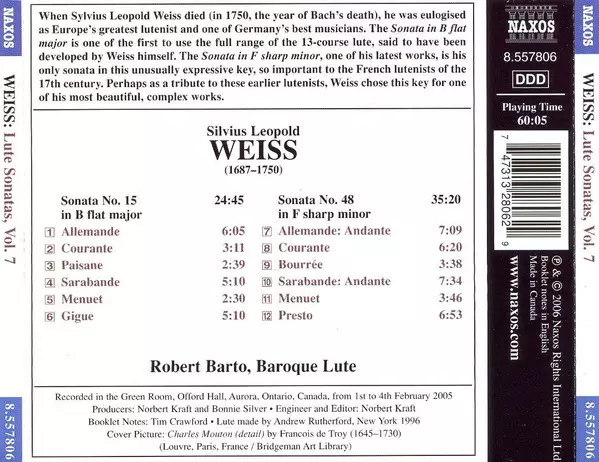 NAXOS
WEISS: Lute Sonatas, Vol. 7
8.557806
When Sylvius Leopold Weiss died (in 1750, the year of Bach's death), he was eulogised
as Europe's greatest lutenist and one of Germany's best musicians. The Sonata in B flat
major is one of the first to use the full range of the 13-course lute, said to have been
developed by Weiss himself. The Sonata in F sharp minor, one of his latest works, is his
only sonata in this unusually expressive key, so important to the French lutenists of the
17th century. Perhaps as a tribute to these earlier lutenists, Weiss chose this key for one
of his most beautiful, complex works.
Silvius Leopold
WEISS
(1687–1750)
Sonata No. 15 24:45
in B flat major
1 Allemande 6:05
2 Courante 3:11
3 Paisane 2:39
4 Sarabande 5:10
5 Menuet 2:30
6 Gigue 5:10
Sonata No. 48 35:20
in F sharp minor
7 Allemande: Andante 7:09
8 Courante 6:20
9 Bourrée 3:38
10 Sarabande: Andante 7:34
11 Menuet 3:46
12 Presto 6:53
Robert Barto, Baroque Lute
Recorded in the Green Room, Offord Hall, Aurora, Ontario, Canada, from 1st to 4th February 2005
Producers: Norbert Kraft and Bonnie Silver • Engineer and Editor: Norbert Kraft
Booklet Notes: Tim Crawford • Lute made by Andrew Rutherford, New York 1996
Cover Picture: Charles Mouton (detail) by Francois de Troy (1645–1730)
(Louvre, Paris, France / Bridgeman Art Library)
NAXOS
8.557806
DDD
Playing Time
60:05
7 47313 28062 9
www.naxos.com
Made in Canada
Booklet notes in English
℗ & © 2006 Naxos Rights International Ltd.
NAXOS
WEISS: Lute Sonatas, Vol. 7
8.557806